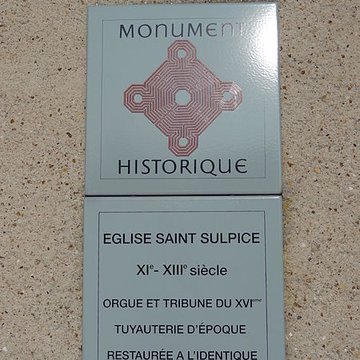 MONUMENT
HISTORIQUE
EGLISE SAINT SULPICE
XIe- XIIIe siècle
ORGUE ET TRIBUNE DU XVIème
TUYAUTERIE D'ÉPOQUE
RESTAURÉE A L'IDENTIQUE